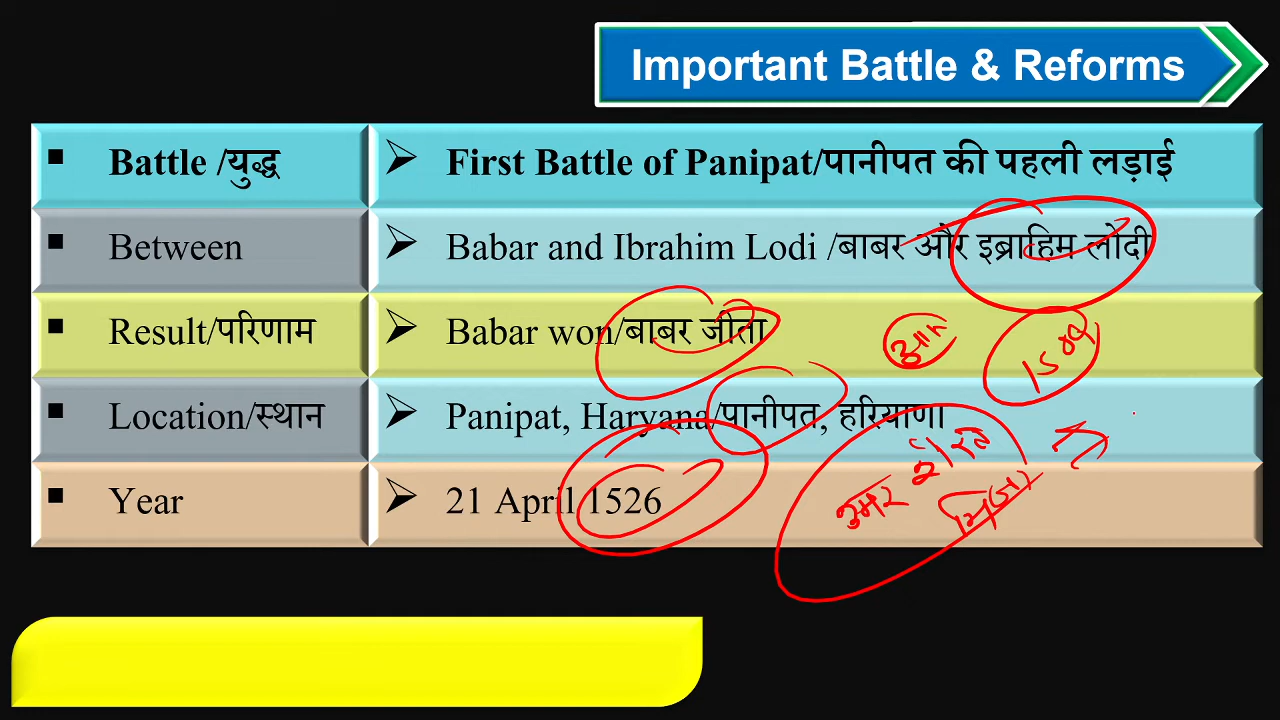 Important Battle & Reforms
▪ Battle /युद्ध ➢ First Battle of Panipat/पानीपत की पहली लड़ाई
▪ Between ➢ Babar and Ibrahim Lodi /बाबर और इब्राहिम लोदी
▪ Result/परिणाम ➢ Babar won/बाबर जीता
▪ Location/स्थान ➢ Panipat, Haryana/पानीपत, हरियाणा
▪ Year ➢ 21 April 1526
उमर शेख
मिर्जा